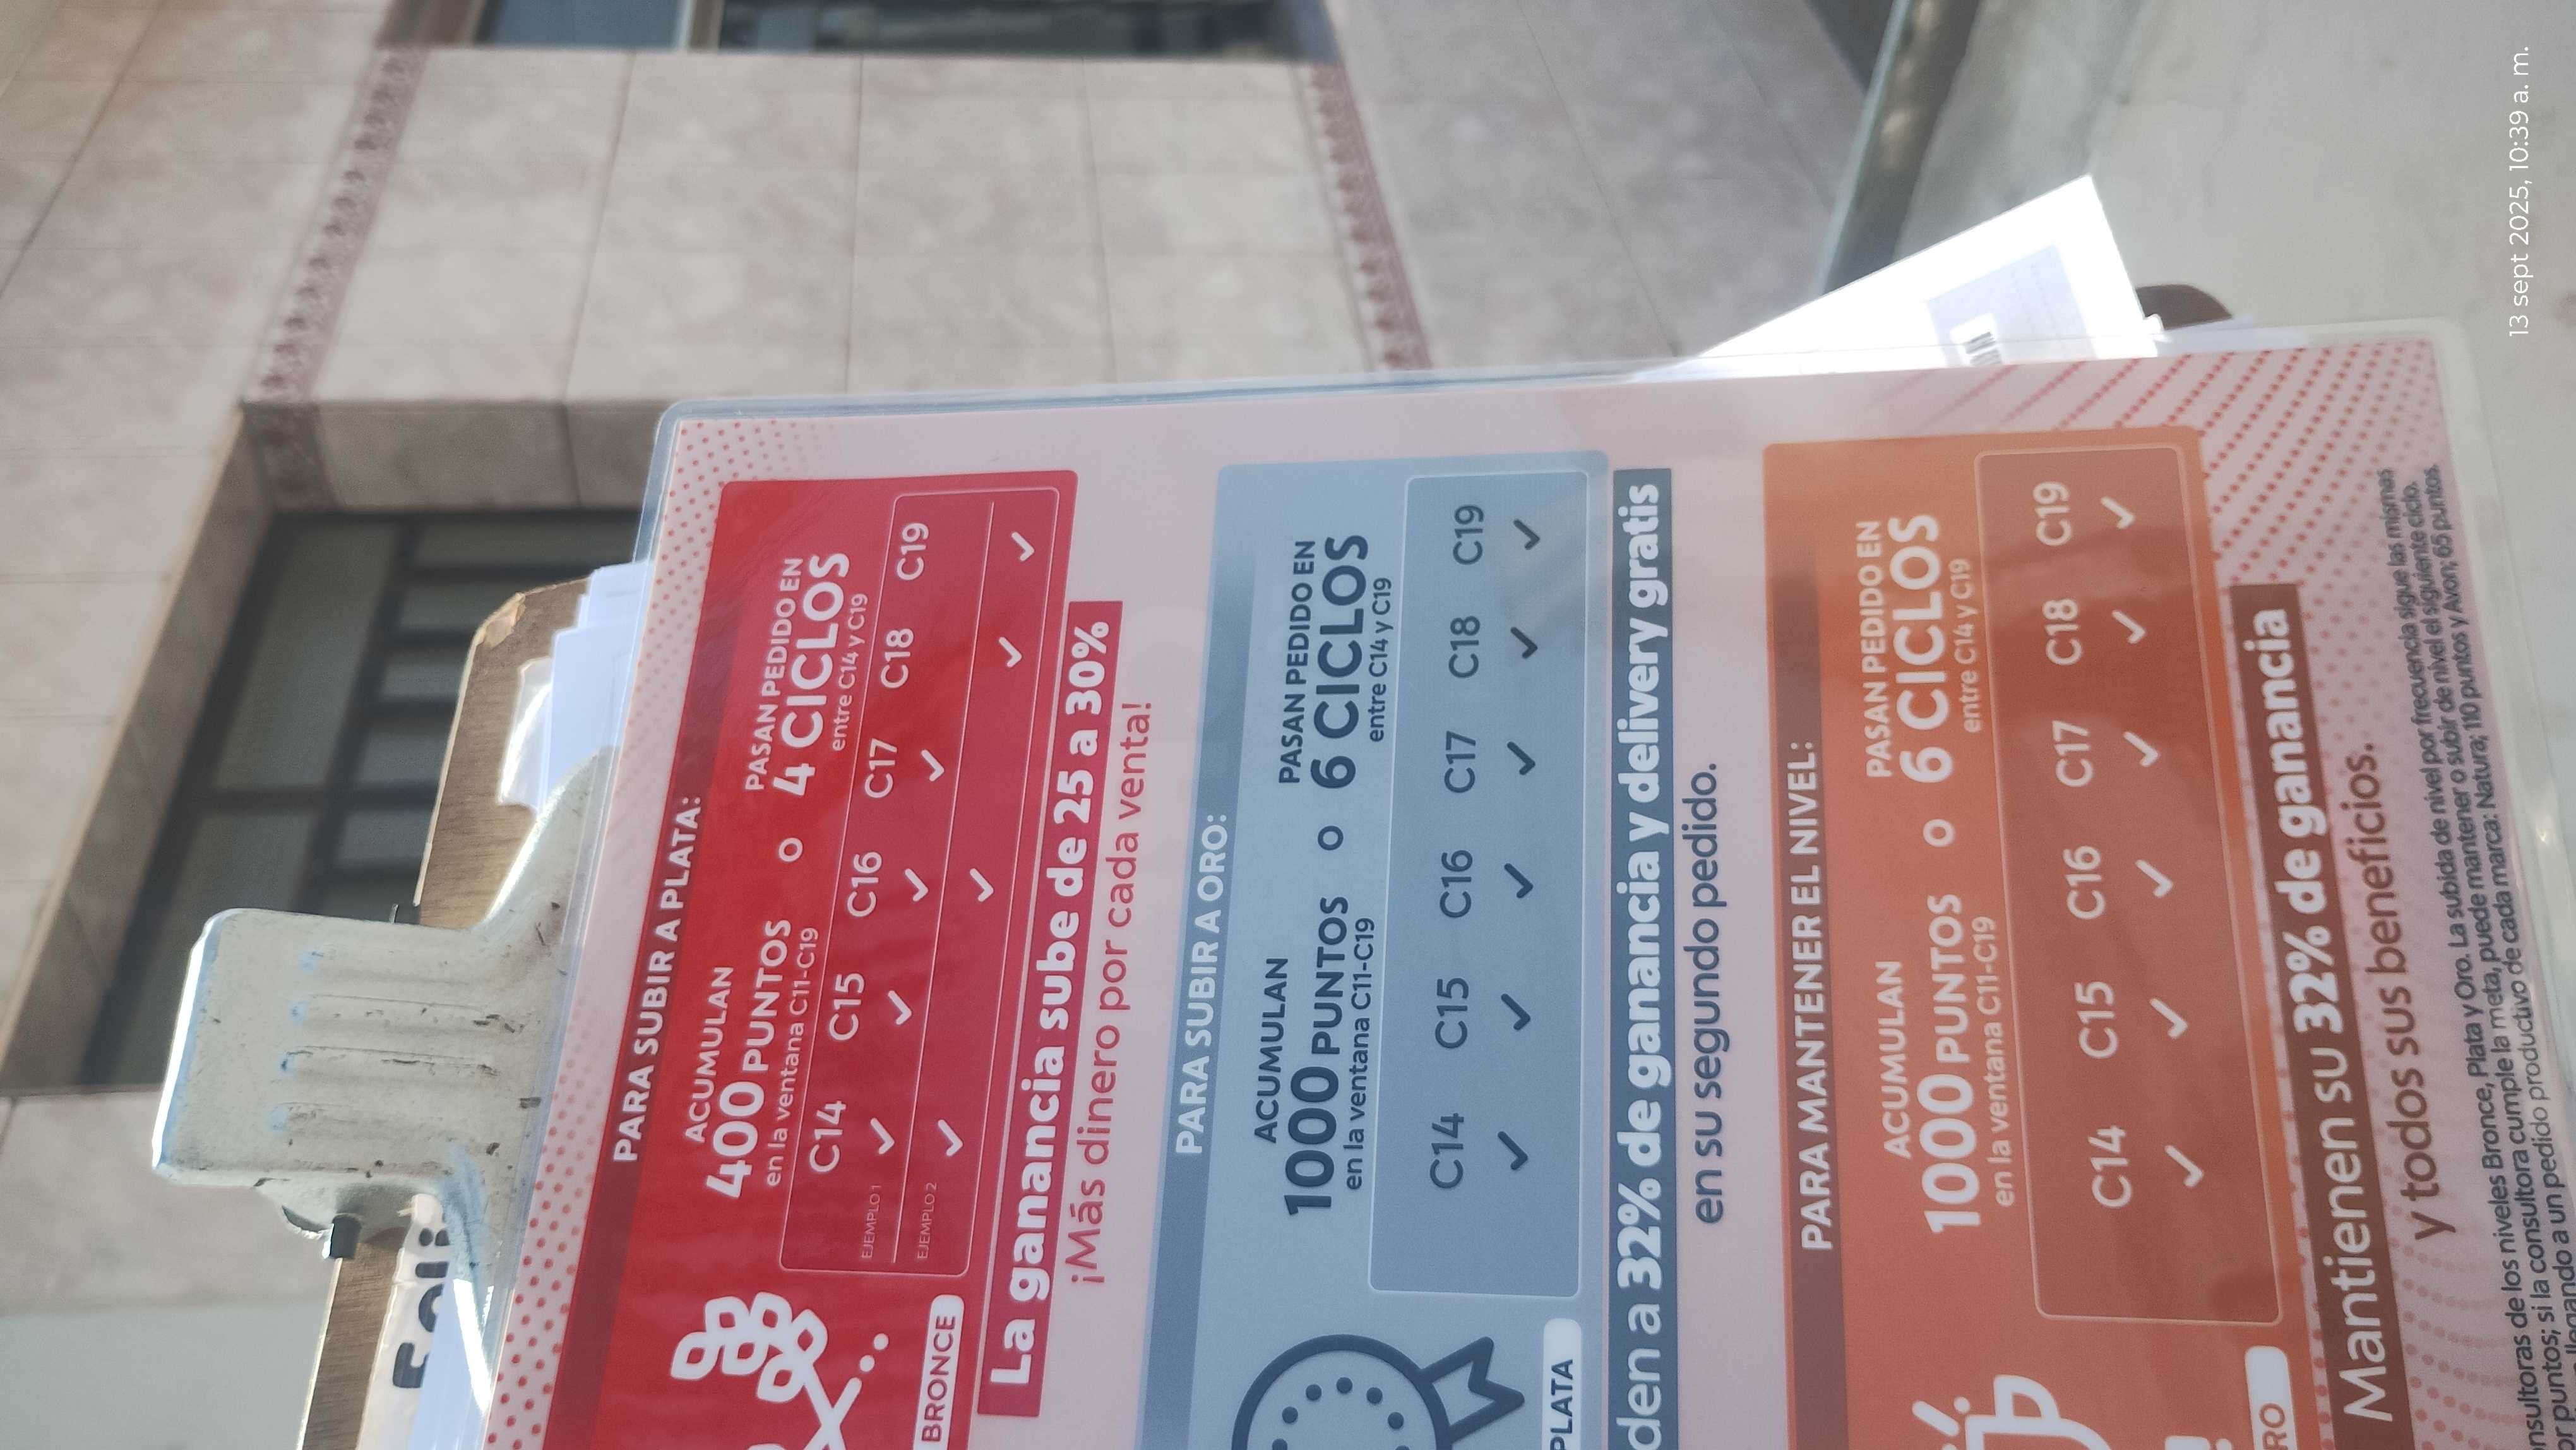 PARA SUBIR A PLATA:
ACUMULAN
400 PUNTOS
en la ventana C11-C19
o
PASAN PEDIDO EN
4 CICLOS
entre C14 y C19
C14 C15 C16 C17 C18 C19
EJEMPLO 1 ✓ ✓ ✓ ✓
EJEMPLO 2 ✓ ✓ ✓ ✓
BRONCE
La ganancia sube de 25 a 30%
¡Más dinero por cada venta!
PARA SUBIR A ORO:
ACUMULAN
1000 PUNTOS
en la ventana C11-C19
o
PASAN PEDIDO EN
6 CICLOS
entre C14 y C19
C14 C15 C16 C17 C18 C19
✓ ✓ ✓ ✓ ✓ ✓
PLATA
den a 32% de ganancia y delivery gratis
en su segundo pedido.
PARA MANTENER EL NIVEL:
ACUMULAN
1000 PUNTOS
en la ventana C11-C19
o
PASAN PEDIDO EN
6 CICLOS
entre C14 y C19
C14 C15 C16 C17 C18 C19
✓ ✓ ✓ ✓ ✓ ✓
RO
Mantienen su 32% de ganancia
y todos sus beneficios.
nsultoras de los niveles Bronce, Plata y Oro. La subida de nivel por frecuencia sigue las mismas
or puntos; si la consultora cumple la meta, puede mantener o subir de nivel el siguiente ciclo.
llegando a un pedido productivo de cada marca: Natura; 110 puntos y Avon; 65 puntos.
13 sept 2025, 10:39 a. m.